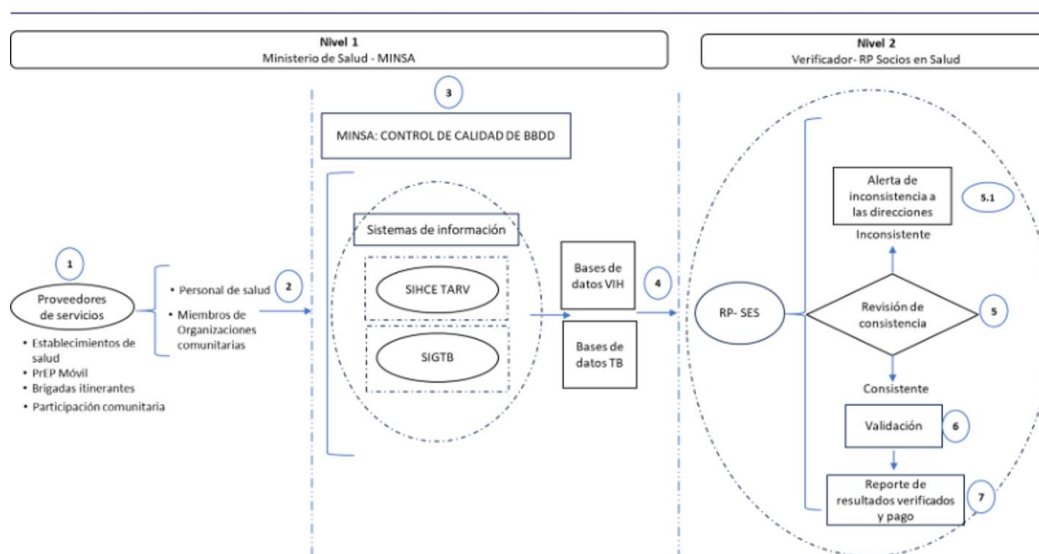 Nivel 1
Ministerio de Salud - MINSA
Nivel 2
Verificador- RP Socios en Salud
3
MINSA: CONTROL DE CALIDAD DE BBDD
Sistemas de información
SIHCE TARV
SIGTB
1
Proveedores
de servicios
• Establecimientos de
salud
• PrEP Móvil
• Brigadas itinerantes
• Participación comunitaria
• Personal de salud
• Miembros de
Organizaciones
comunitarias
2
Bases de
datos VIH
Bases de
datos TB
4
RP- SES
Alerta de
inconsistencia a
las direcciones
5.1
Inconsistente
Revisión de
consistencia
5
Consistente
Validación
6
Reporte de
resultados verificados
y pago
7